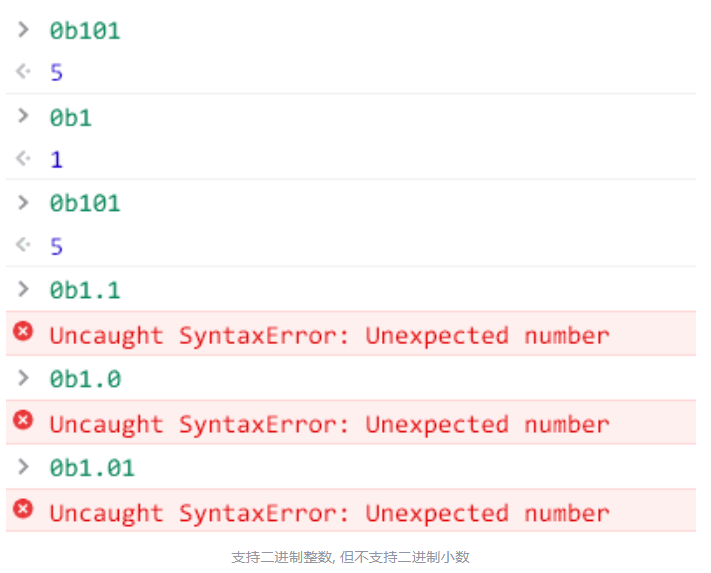 0b101
5
0b1
1
0b101
5
0b1.1
Uncaught SyntaxError: Unexpected number
0b1.0
Uncaught SyntaxError: Unexpected number
0b1.01
Uncaught SyntaxError: Unexpected number
支持二进制整数, 但不支持二进制小数